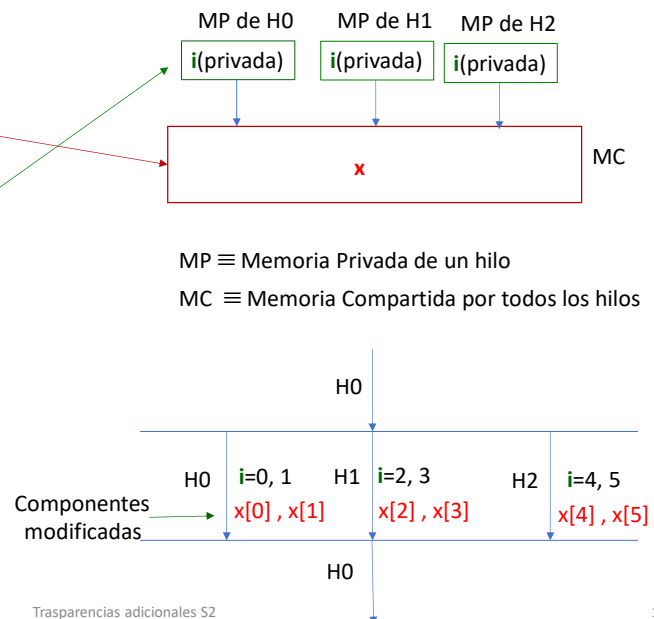 MP de H0 MP de H1 MP de H2
i(privada) i(privada) i(privada)
x MC
MP ≡ Memoria Privada de un hilo
MC ≡ Memoria Compartida por todos los hilos
H0
H0 i=0, 1 H1 i=2, 3 H2 i=4, 5
Componentes
modificadas
x[0] , x[1] x[2] , x[3] x[4] , x[5]
H0
Trasparencias adicionales S2